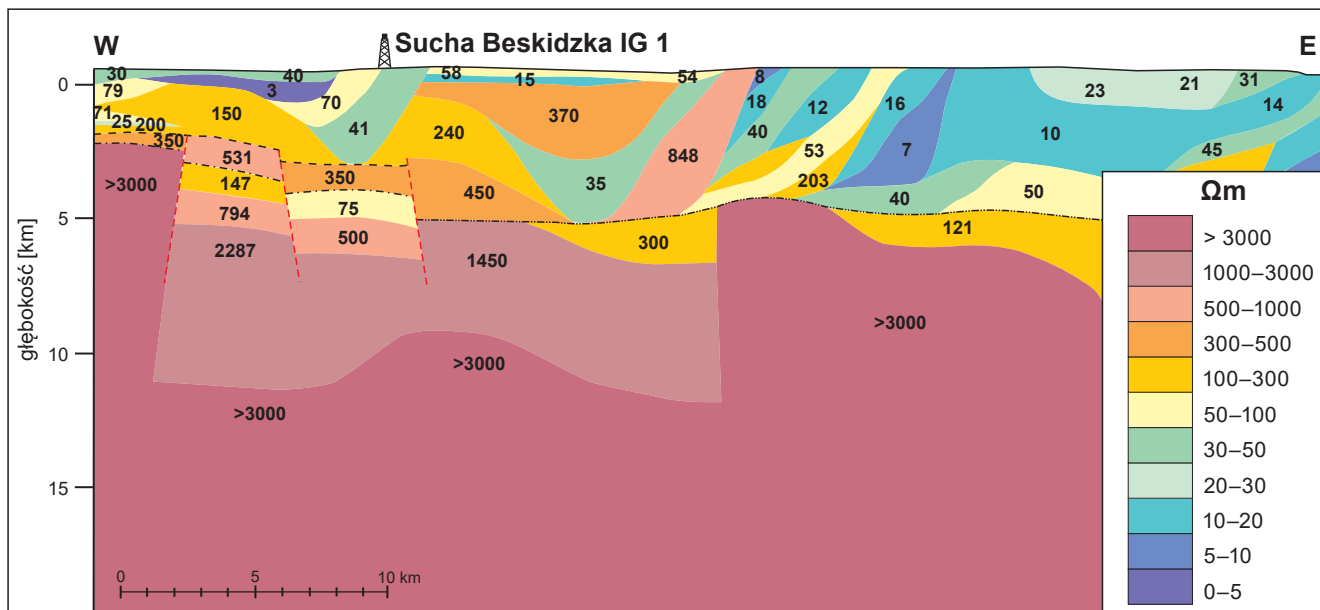 W Sucha Beskidzka IG 1 E
30 40 58 15 54 8 23 21 31
0
79 3 70 18 12 16 14
71 25 200 150 41 240 370 40 10
350 531 848 53 7 45
>3000 147 350 450 35 203 40 50
794 75
5
2287 500 1450 300 121
>3000
10
>3000
>3000
15
głębokość [km]
0 5 10 km
Ωm
> 3000
1000–3000
500–1000
300–500
100–300
50–100
30–50
20–30
10–20
5–10
0–5